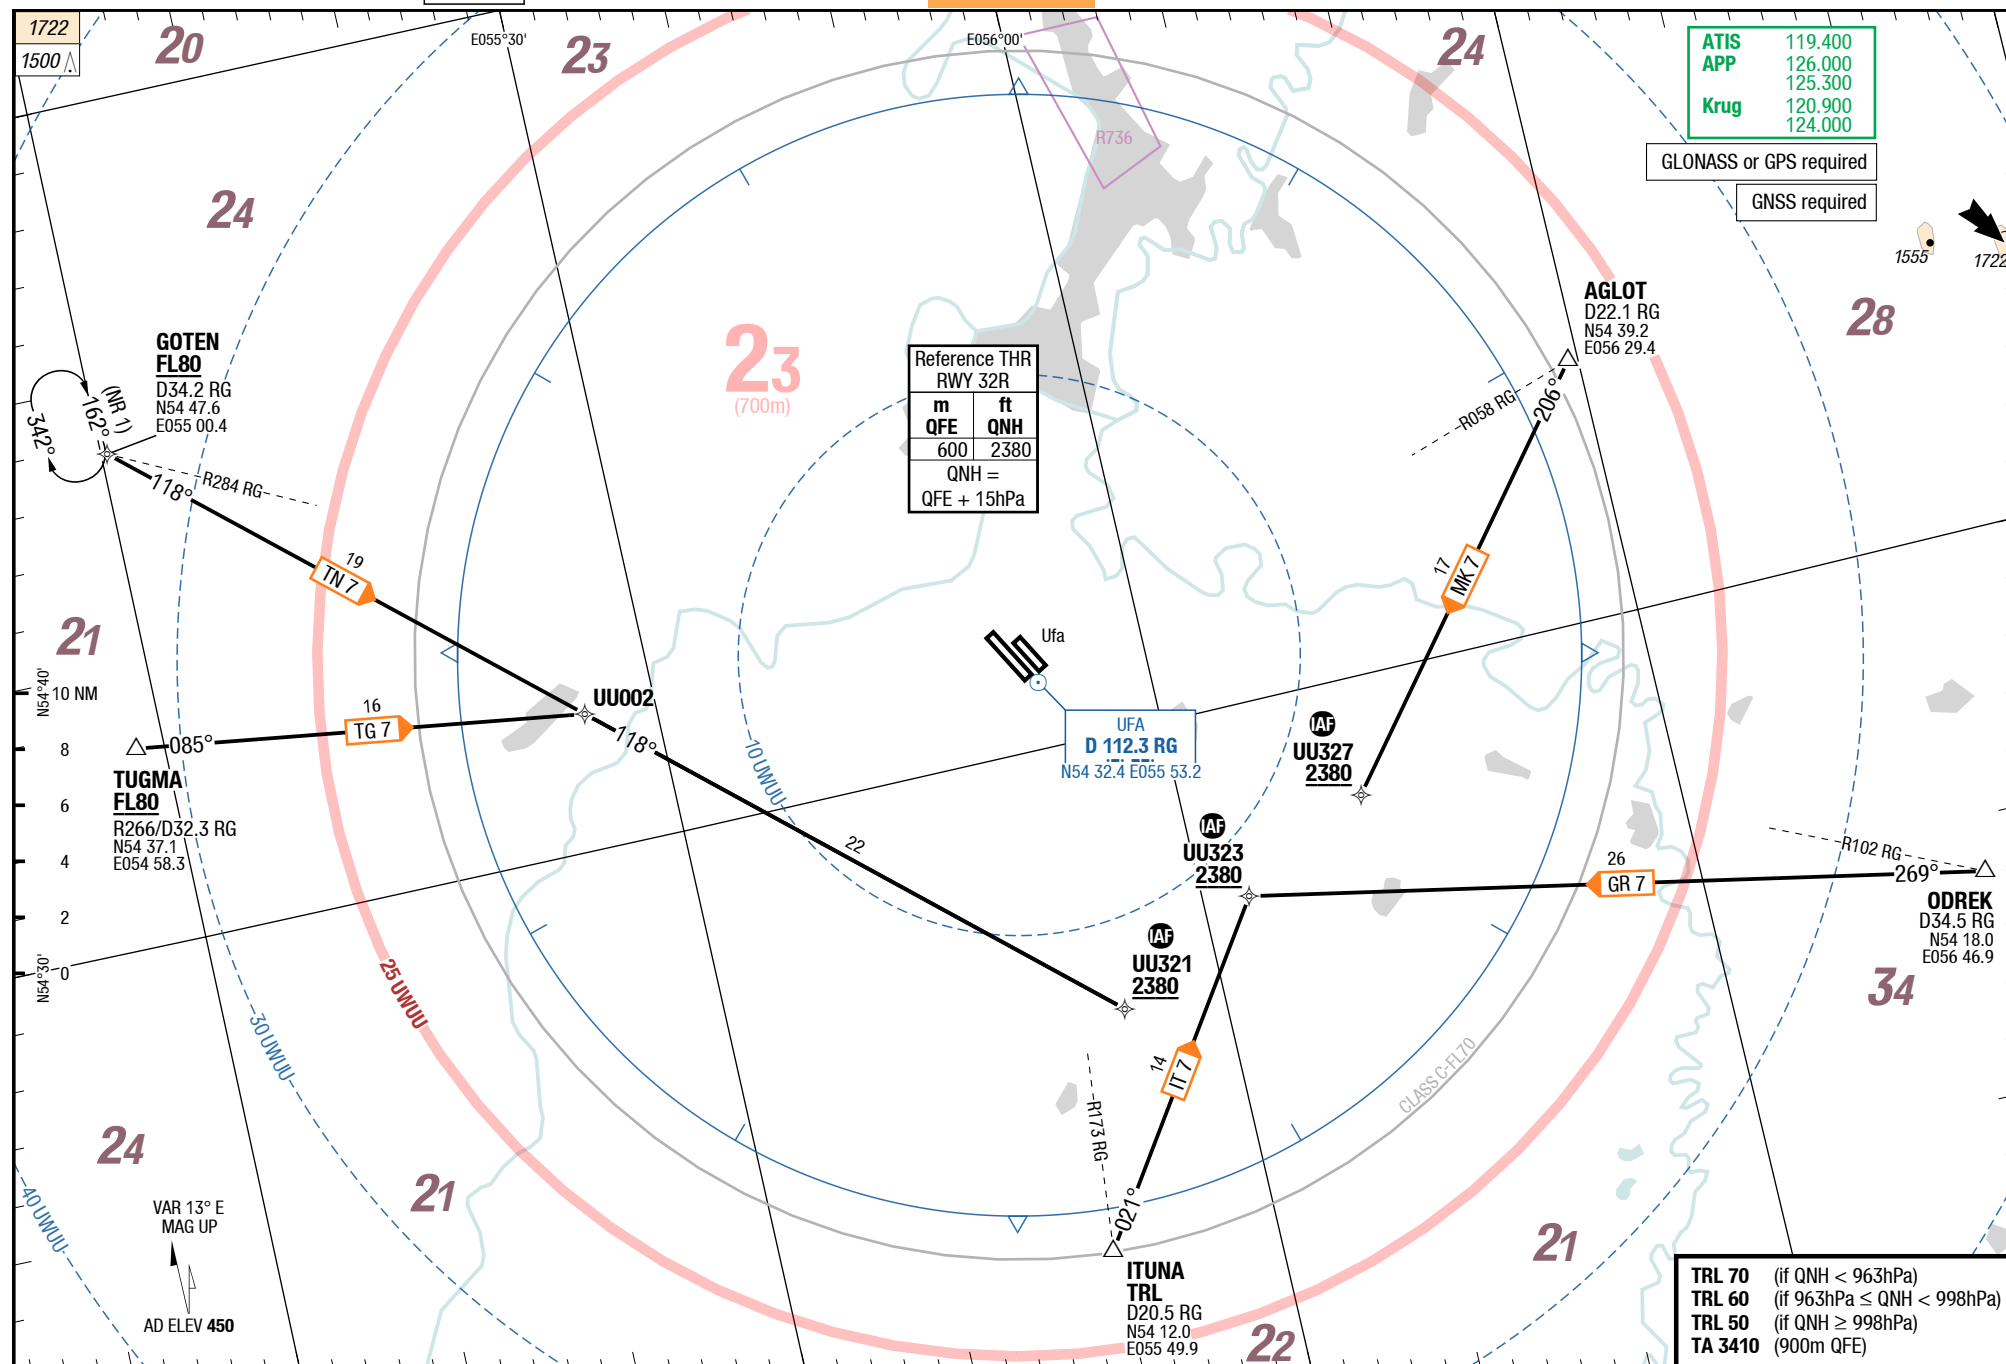 1722
1500
20
E055°30'
23
E056°00'
24
ATIS 119.400
APP 126.000
125.300
Krug 120.900
124.000
GLONASS or GPS required
GNSS required
R736
24
1555
1722
28
AGLOT
D22.1 RG
N54 39.2
E056 29.4
GOTEN
FL80
D34.2 RG
N54 47.6
E055 00.4
(NR 1)
162°
342°
23
(700m)
Reference THR
RWY 32R
m ft
QFE QNH
600 2380
QNH =
QFE + 15hPa
R058 RG
206°
118°
R284 RG
19
TN 7
17
MK 7
21
Ufa
N54°40'
10 NM
8
6
4
2
0
N54°30'
16
TG 7
085°
UU002
118°
TUGMA
FL80
R266/D32.3 RG
N54 37.1
E054 58.3
10 UWUU
UFA
D 112.3 RG
N54 32.4 E055 53.2
IAF
UU327
2380
22
IAF
UU323
2380
R102 RG
26
GR 7
269°
ODREK
D34.5 RG
N54 18.0
E056 46.9
IAF
UU321
2380
25 UWUU
30 UWUU
34
14
IT 7
R173 RG
CLASS C-FL70
24
21
40 UWUU
VAR 13° E
MAG UP
AD ELEV 450
021°
ITUNA
TRL
D20.5 RG
N54 12.0
E055 49.9
21
22
TRL 70 (if QNH < 963hPa)
TRL 60 (if 963hPa ≤ QNH < 998hPa)
TRL 50 (if QNH ≥ 998hPa)
TA 3410 (900m QFE)